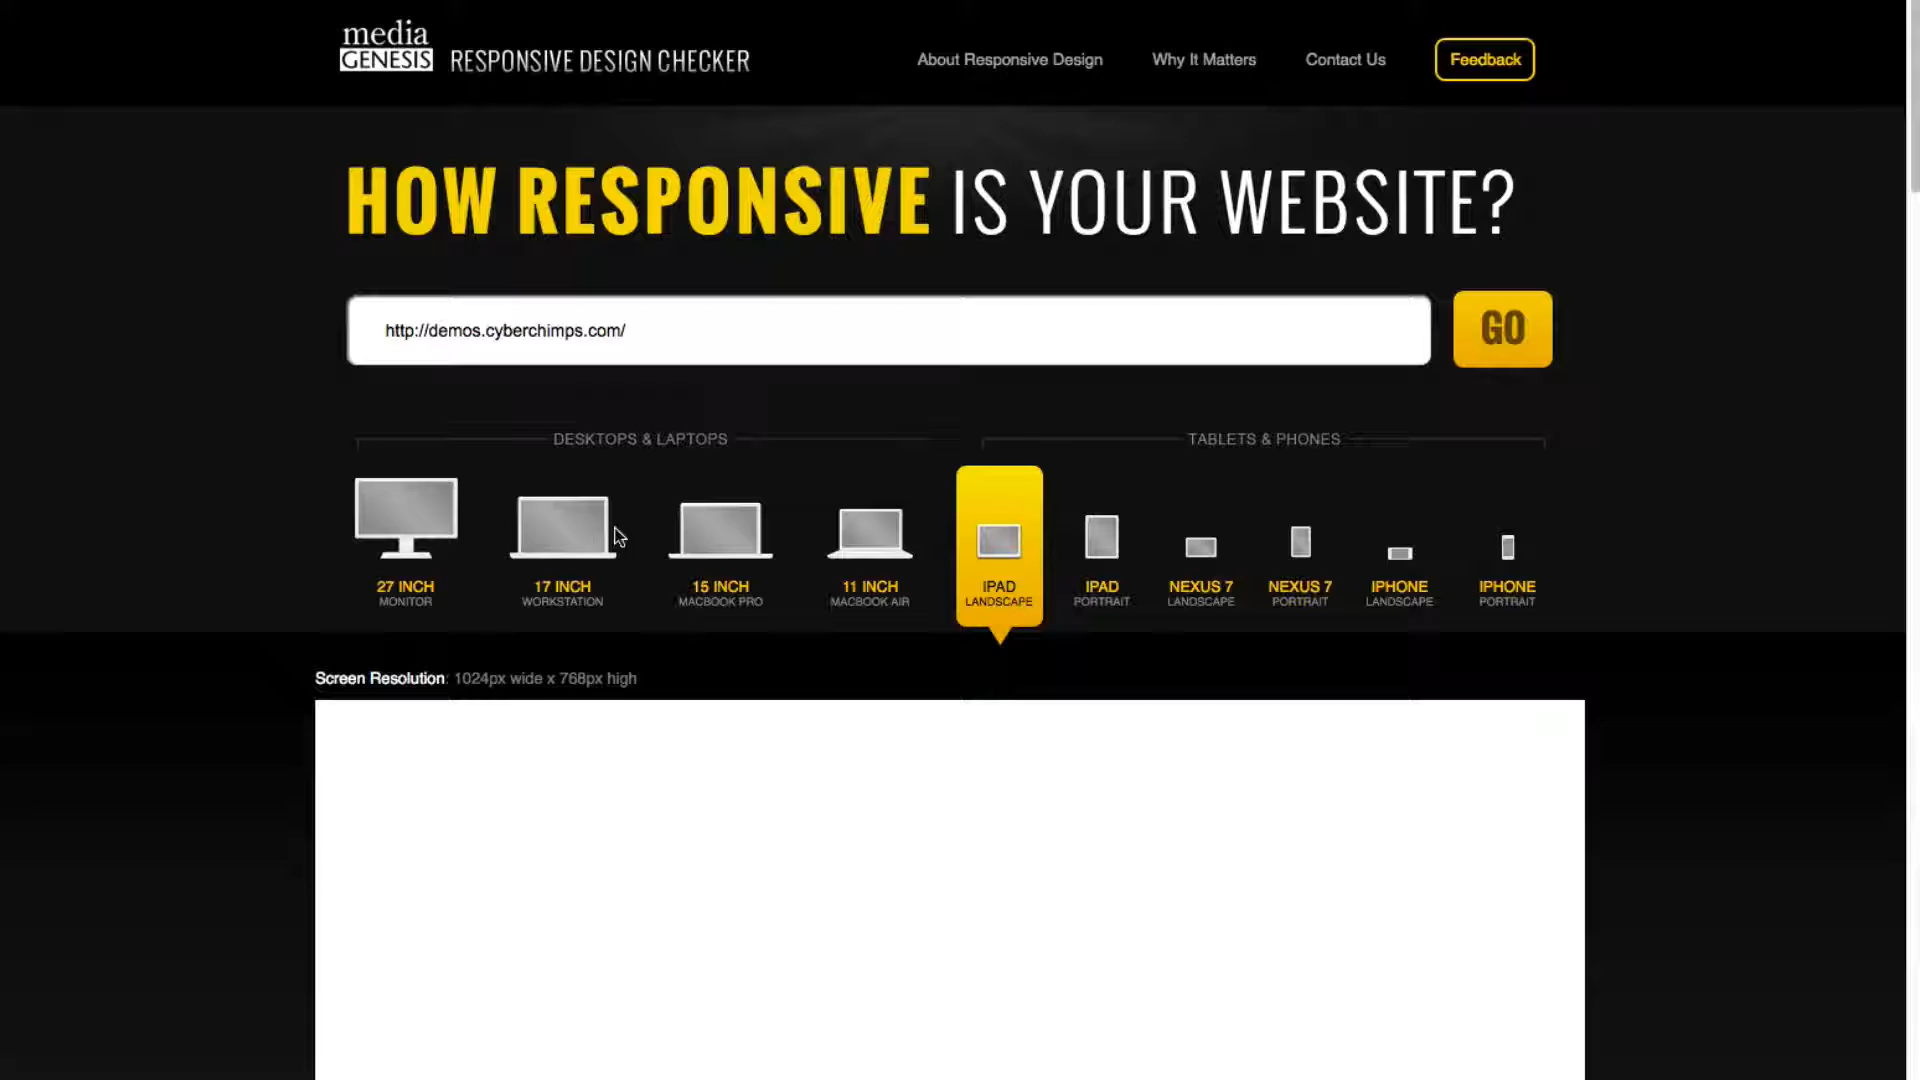 media
GENESIS
RESPONSIVE DESIGN CHECKER
About Responsive Design
Why It Matters
Contact Us
Feedback
HOW RESPONSIVE IS YOUR WEBSITE?
http://demos.cyberchimps.com/
GO
DESKTOPS & LAPTOPS
TABLETS & PHONES
27 INCH
MONITOR
17 INCH
WORKSTATION
15 INCH
MACBOOK PRO
11 INCH
MACBOOK AIR
IPAD
LANDSCAPE
IPAD
PORTRAIT
NEXUS 7
LANDSCAPE
NEXUS 7
PORTRAIT
IPHONE
LANDSCAPE
IPHONE
PORTRAIT
Screen Resolution: 1024px wide x 768px high